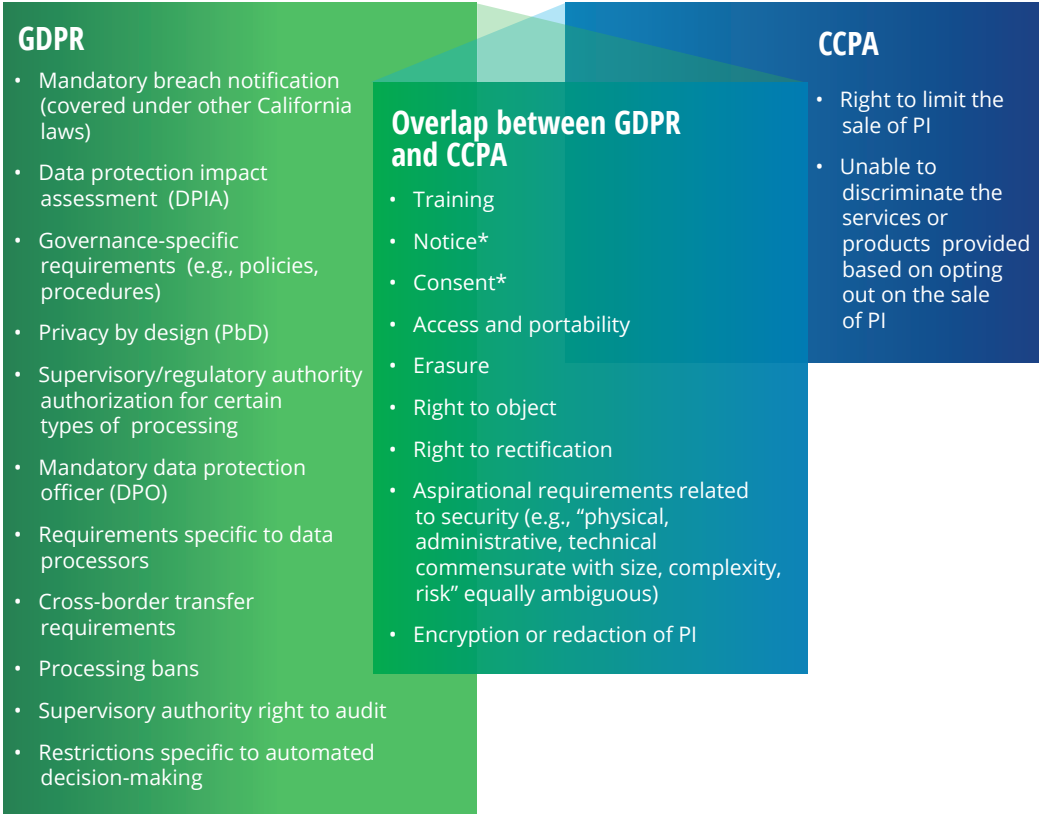 GDPR
• Mandatory breach notification
(covered under other California
laws)
• Data protection impact
assessment (DPIA)
• Governance-specific
requirements (e.g., policies,
procedures)
• Privacy by design (PbD)
• Supervisory/regulatory authority
authorization for certain
types of processing
• Mandatory data protection
officer (DPO)
• Requirements specific to data
processors
• Cross-border transfer
requirements
• Processing bans
• Supervisory authority right to audit
• Restrictions specific to automated
decision-making
Overlap between GDPR
and CCPA
• Training
• Notice*
• Consent*
• Access and portability
• Erasure
• Right to object
• Right to rectification
• Aspirational requirements related
to security (e.g., “physical,
administrative, technical
commensurate with size, complexity,
risk” equally ambiguous)
• Encryption or redaction of PI
CCPA
• Right to limit the
sale of PI
• Unable to
discriminate the
services or
products provided
based on opting
out on the sale
of PI